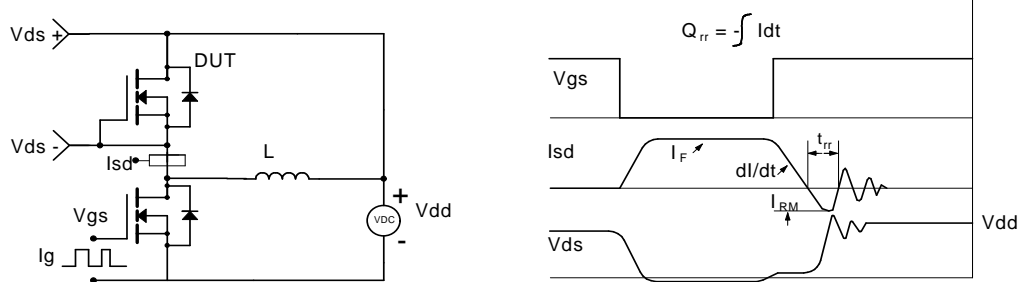 Vds +
DUT
Vds -
Isd
L
Vgs
Ig
+
VDC
-
Vdd
Q rr = -∫ Idt
Vgs
Isd
I F
dI/dt
t rr
I RM
Vds
Vdd